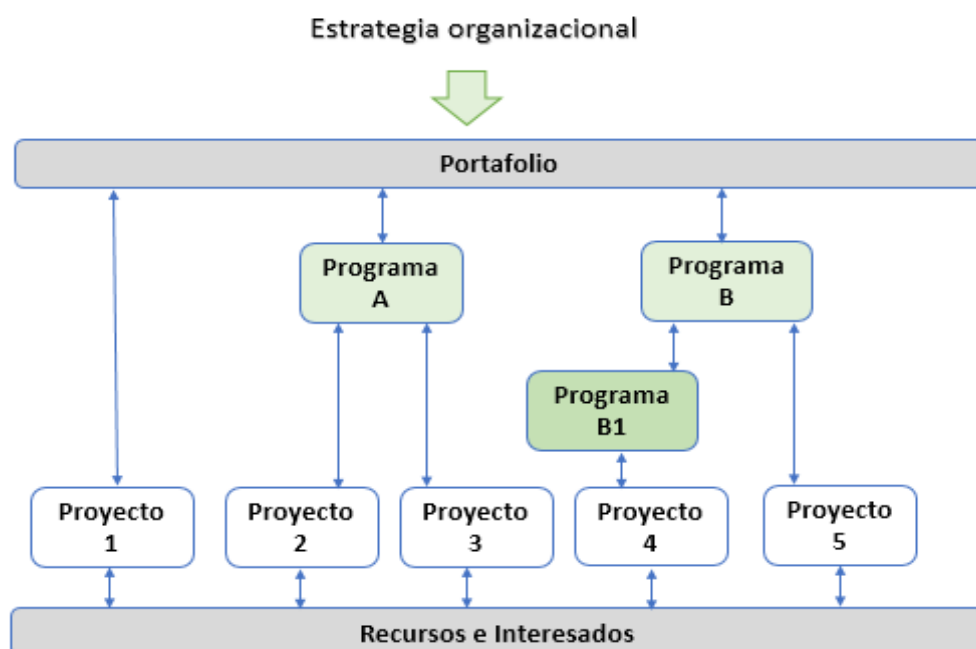 Estrategia organizacional
Portafolio
Programa
A
Programa
B
Programa
B1
Proyecto
1
Proyecto
2
Proyecto
3
Proyecto
4
Proyecto
5
Recursos e Interesados